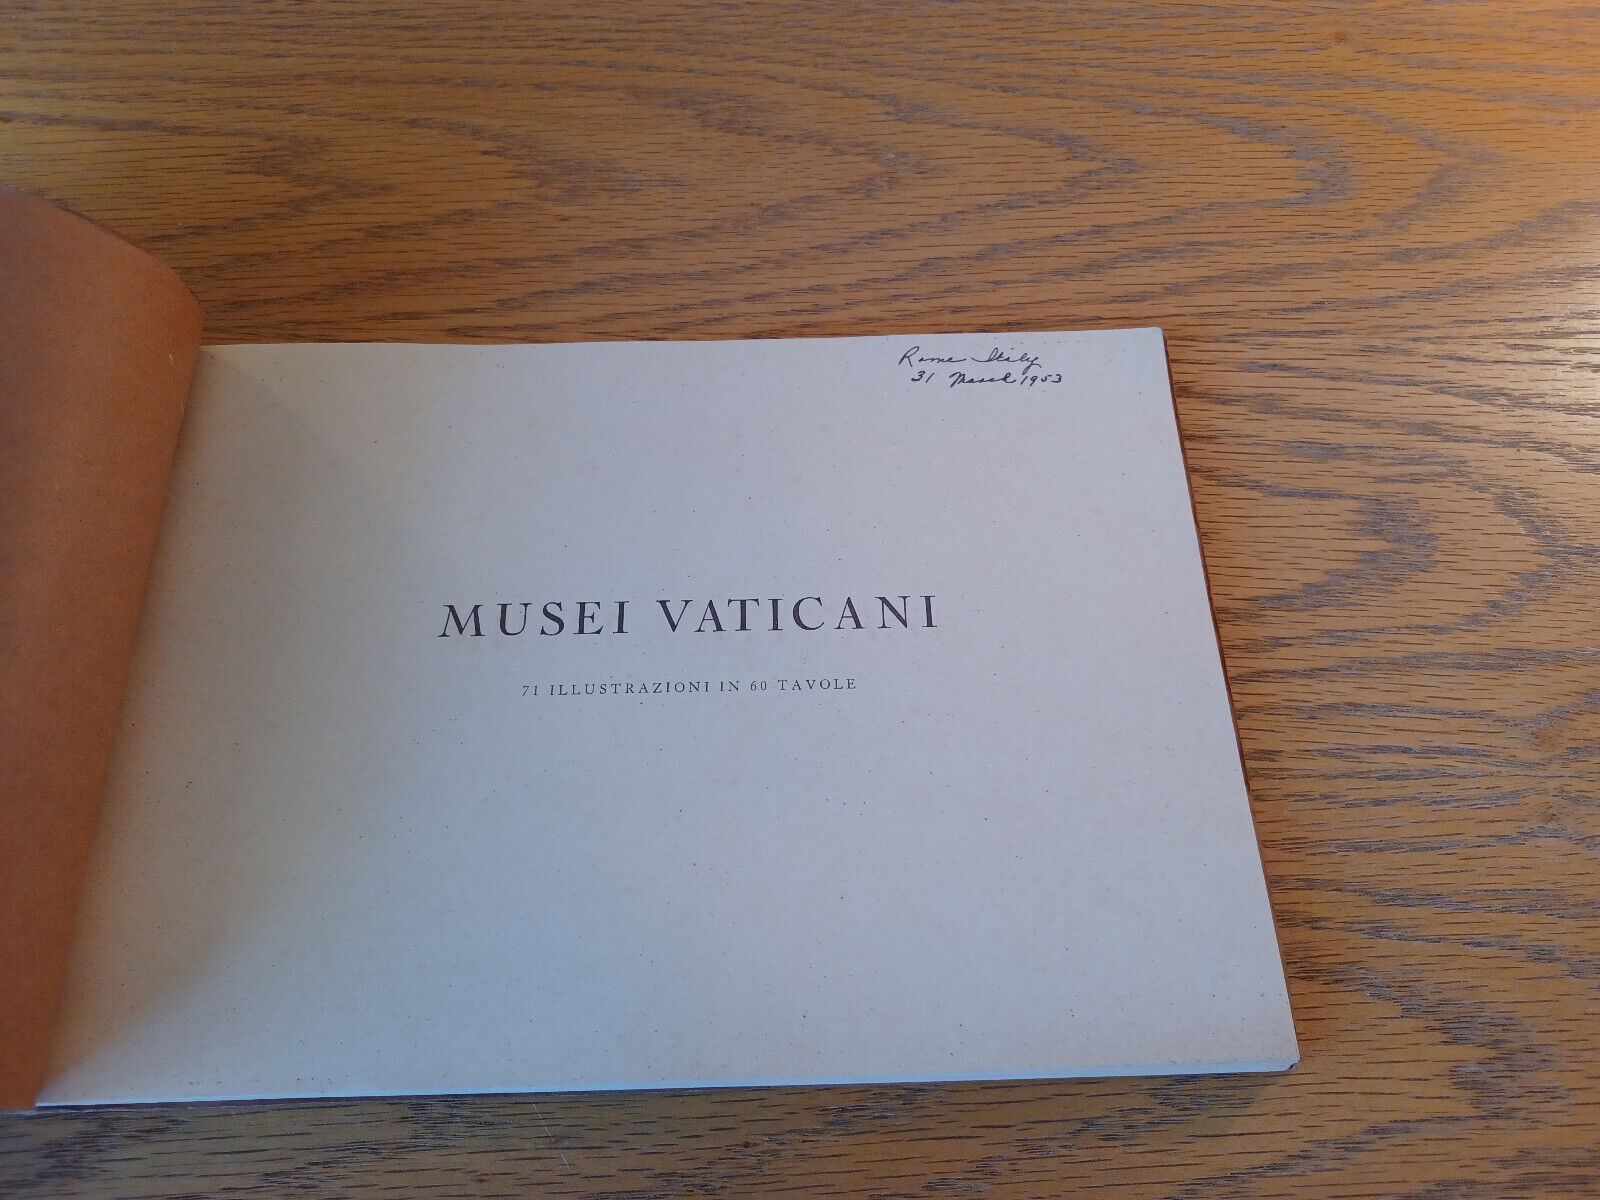 Rome Italy
31 March 1953
MUSEI VATICANI
71 ILLUSTRAZIONI IN 60 TAVOLE